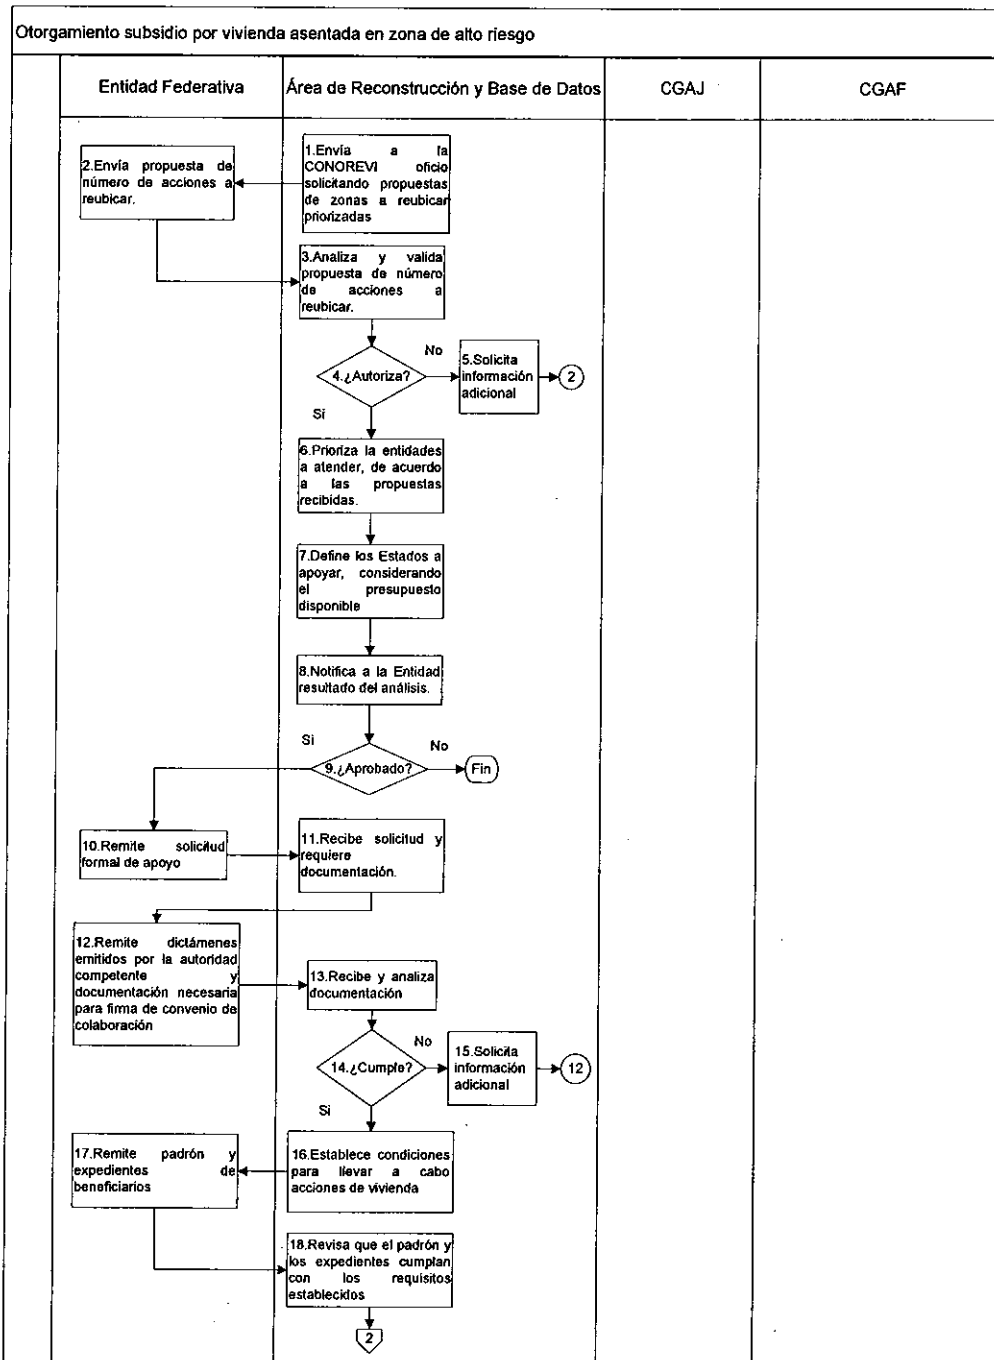 Otorgamiento subsidio por vivienda asentada en zona de alto riesgo
Entidad Federativa
Área de Reconstrucción y Base de Datos
CGAJ
CGAF
1.Envía a la
CONOREVI oficio
solicitando propuestas
de zonas a reubicar
priorizadas
2.Envía propuesta de
número de acciones a
reubicar.
3.Analiza y valida
propuesta de número
de acciones a
reubicar.
4.¿Autoriza?
No
5.Solicita
información
adicional
2
Si
6.Prioriza la entidades
a atender, de acuerdo
a las propuestas
recibidas.
7.Define los Estados a
apoyar, considerando
el presupuesto
disponible
8.Notifica a la Entidad
resultado del análisis.
Si
9.¿Aprobado?
No
Fin
10.Remite solicitud
formal de apoyo
11.Recibe solicitud y
requiere
documentación.
12.Remite dictámenes
emitidos por la autoridad
competente y
documentación necesaria
para firma de convenio de
colaboración
13.Recibe y analiza
documentación
14.¿Cumple?
No
15.Solicita
información
adicional
12
Si
16.Establece condiciones
para llevar a cabo
acciones de vivienda
17.Remite padrón y
expedientes de
beneficiarios
18.Revisa que el padrón y
los expedientes cumplan
con los requisitos
establecidos
2